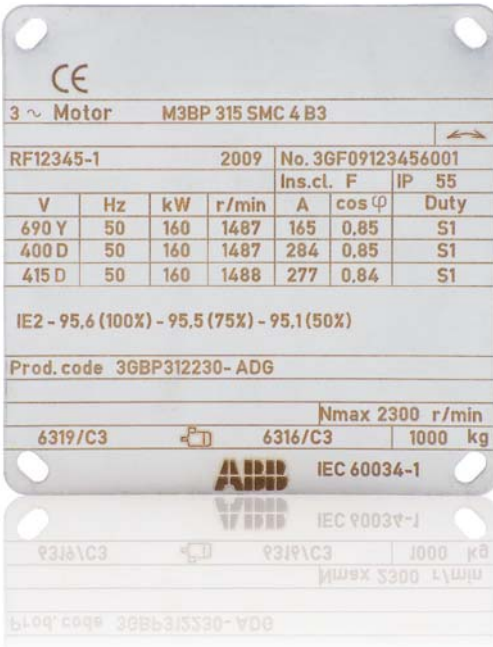 CE
3 ~ Motor M3BP 315 SMC 4 B3
RF12345-1 2009 No. 3GF09123456001
Ins.cl. F IP 55
V Hz kW r/min A cos φ Duty
690 Y 50 160 1487 165 0,85 S1
400 D 50 160 1487 284 0,85 S1
415 D 50 160 1488 277 0,84 S1
IE2 - 95,6 (100%) - 95,5 (75%) - 95,1 (50%)
Prod. code 3GBP312230- ADG
Nmax 2300 r/min
6319/C3 6316/C3 1000 kg
ABB IEC 60034-1